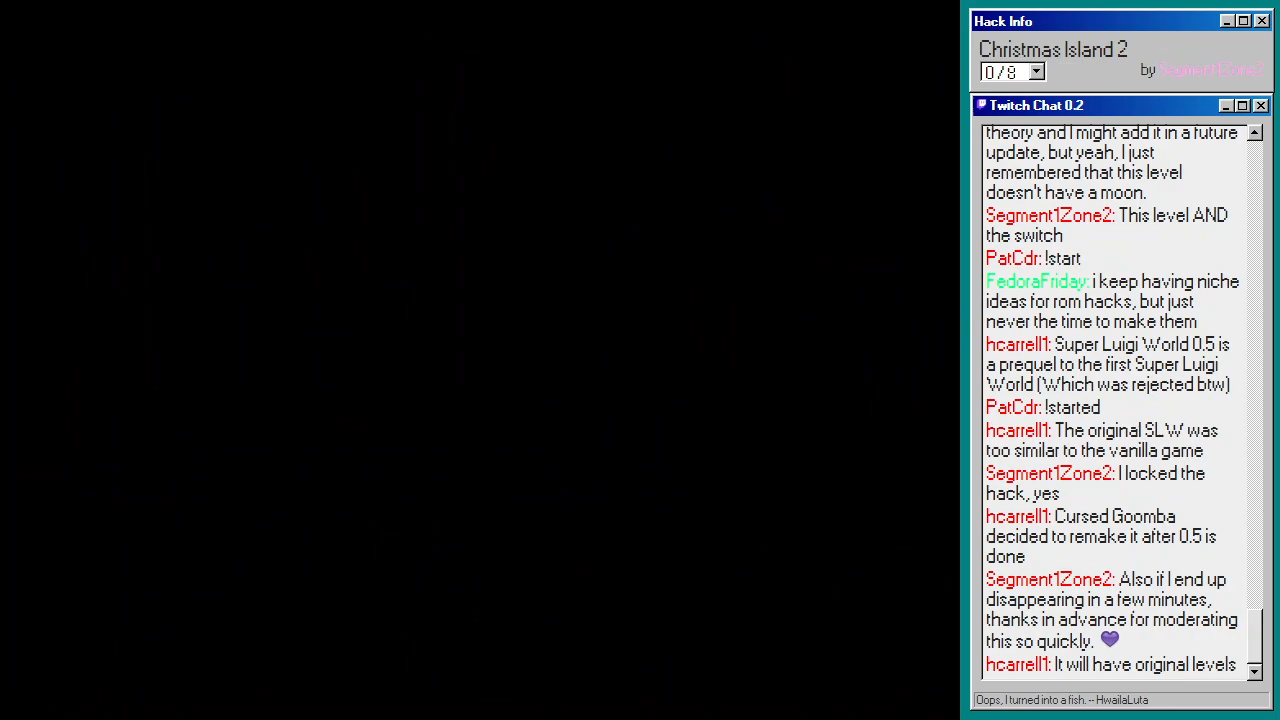 Hack Info
Christmas Island 2
0/8
by Segment1Zone2
Twitch Chat 0.2
theory and I might add it in a future
update, but yeah, I just
remembered that this level
doesn't have a moon.
Segment1Zone2: This level AND
the switch
PatCdr: !start
FedoraFriday: i keep having niche
ideas for rom hacks, but just
never the time to make them
hcarrell1: Super Luigi World 0.5 is
a prequel to the first Super Luigi
World (Which was rejected btw)
PatCdr: !started
hcarrell1: The original SLW was
too similar to the vanilla game
Segment1Zone2: I locked the
hack, yes
hcarrell1: Cursed Goomba
decided to remake it after 0.5 is
done
Segment1Zone2: Also if I end up
disappearing in a few minutes,
thanks in advance for moderating
this so quickly. 💜
hcarrell1: It will have original levels
Oops, I turned into a fish. -- HwailaLuta